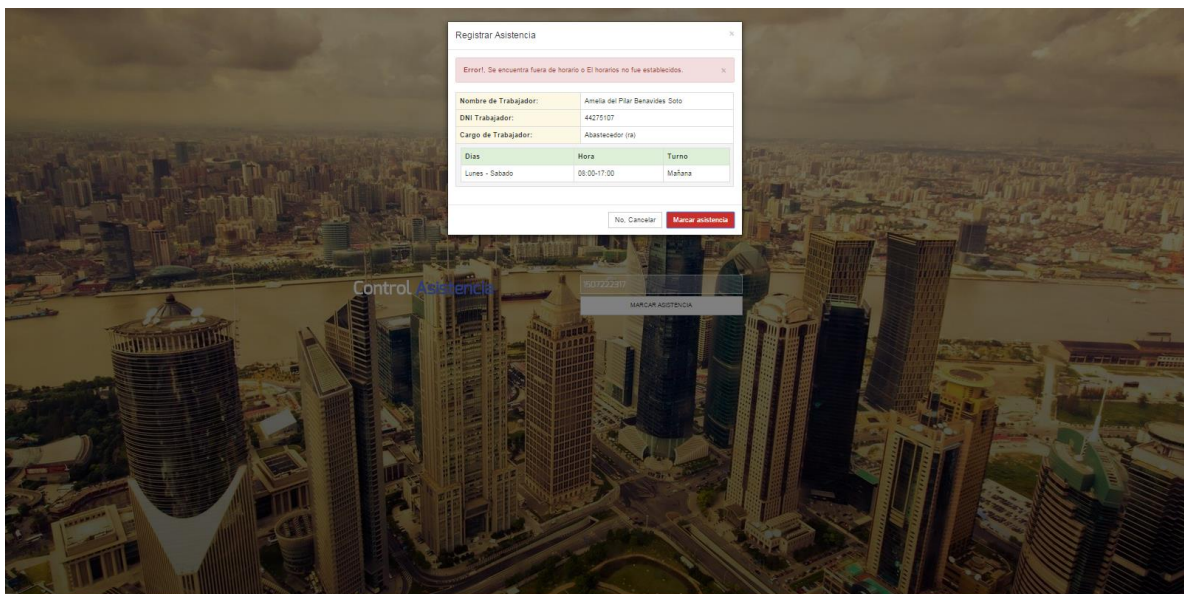 Registrar Asistencia
×
Error!, Se encuentra fuera de horario o El horarios no fue establecidos.
×
Nombre de Trabajador: Amelia del Pilar Benavides Soto
DNI Trabajador: 44275107
Cargo de Trabajador: Abastecedor (ra)
Días Hora Turno
Lunes - Sabado 08:00-17:00 Mañana
No, Cancelar Marcar asistencia
Control Asistencia 1507222317
MARCAR ASISTENCIA